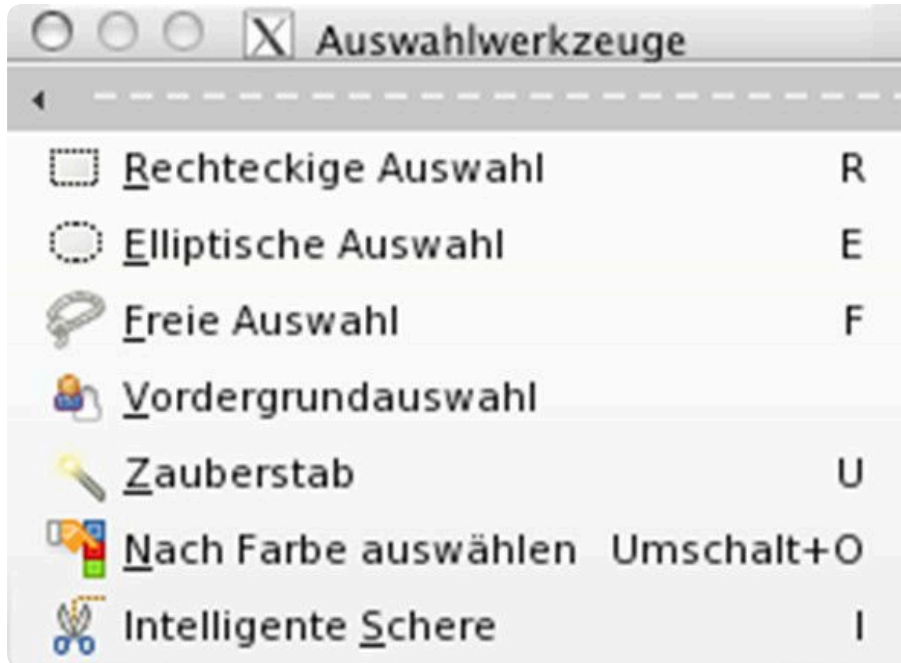 Auswahlwerkzeuge
Rechteckige Auswahl R
Elliptische Auswahl E
Freie Auswahl F
Vordergrundauswahl
Zauberstab U
Nach Farbe auswählen Umschalt+O
Intelligente Schere I